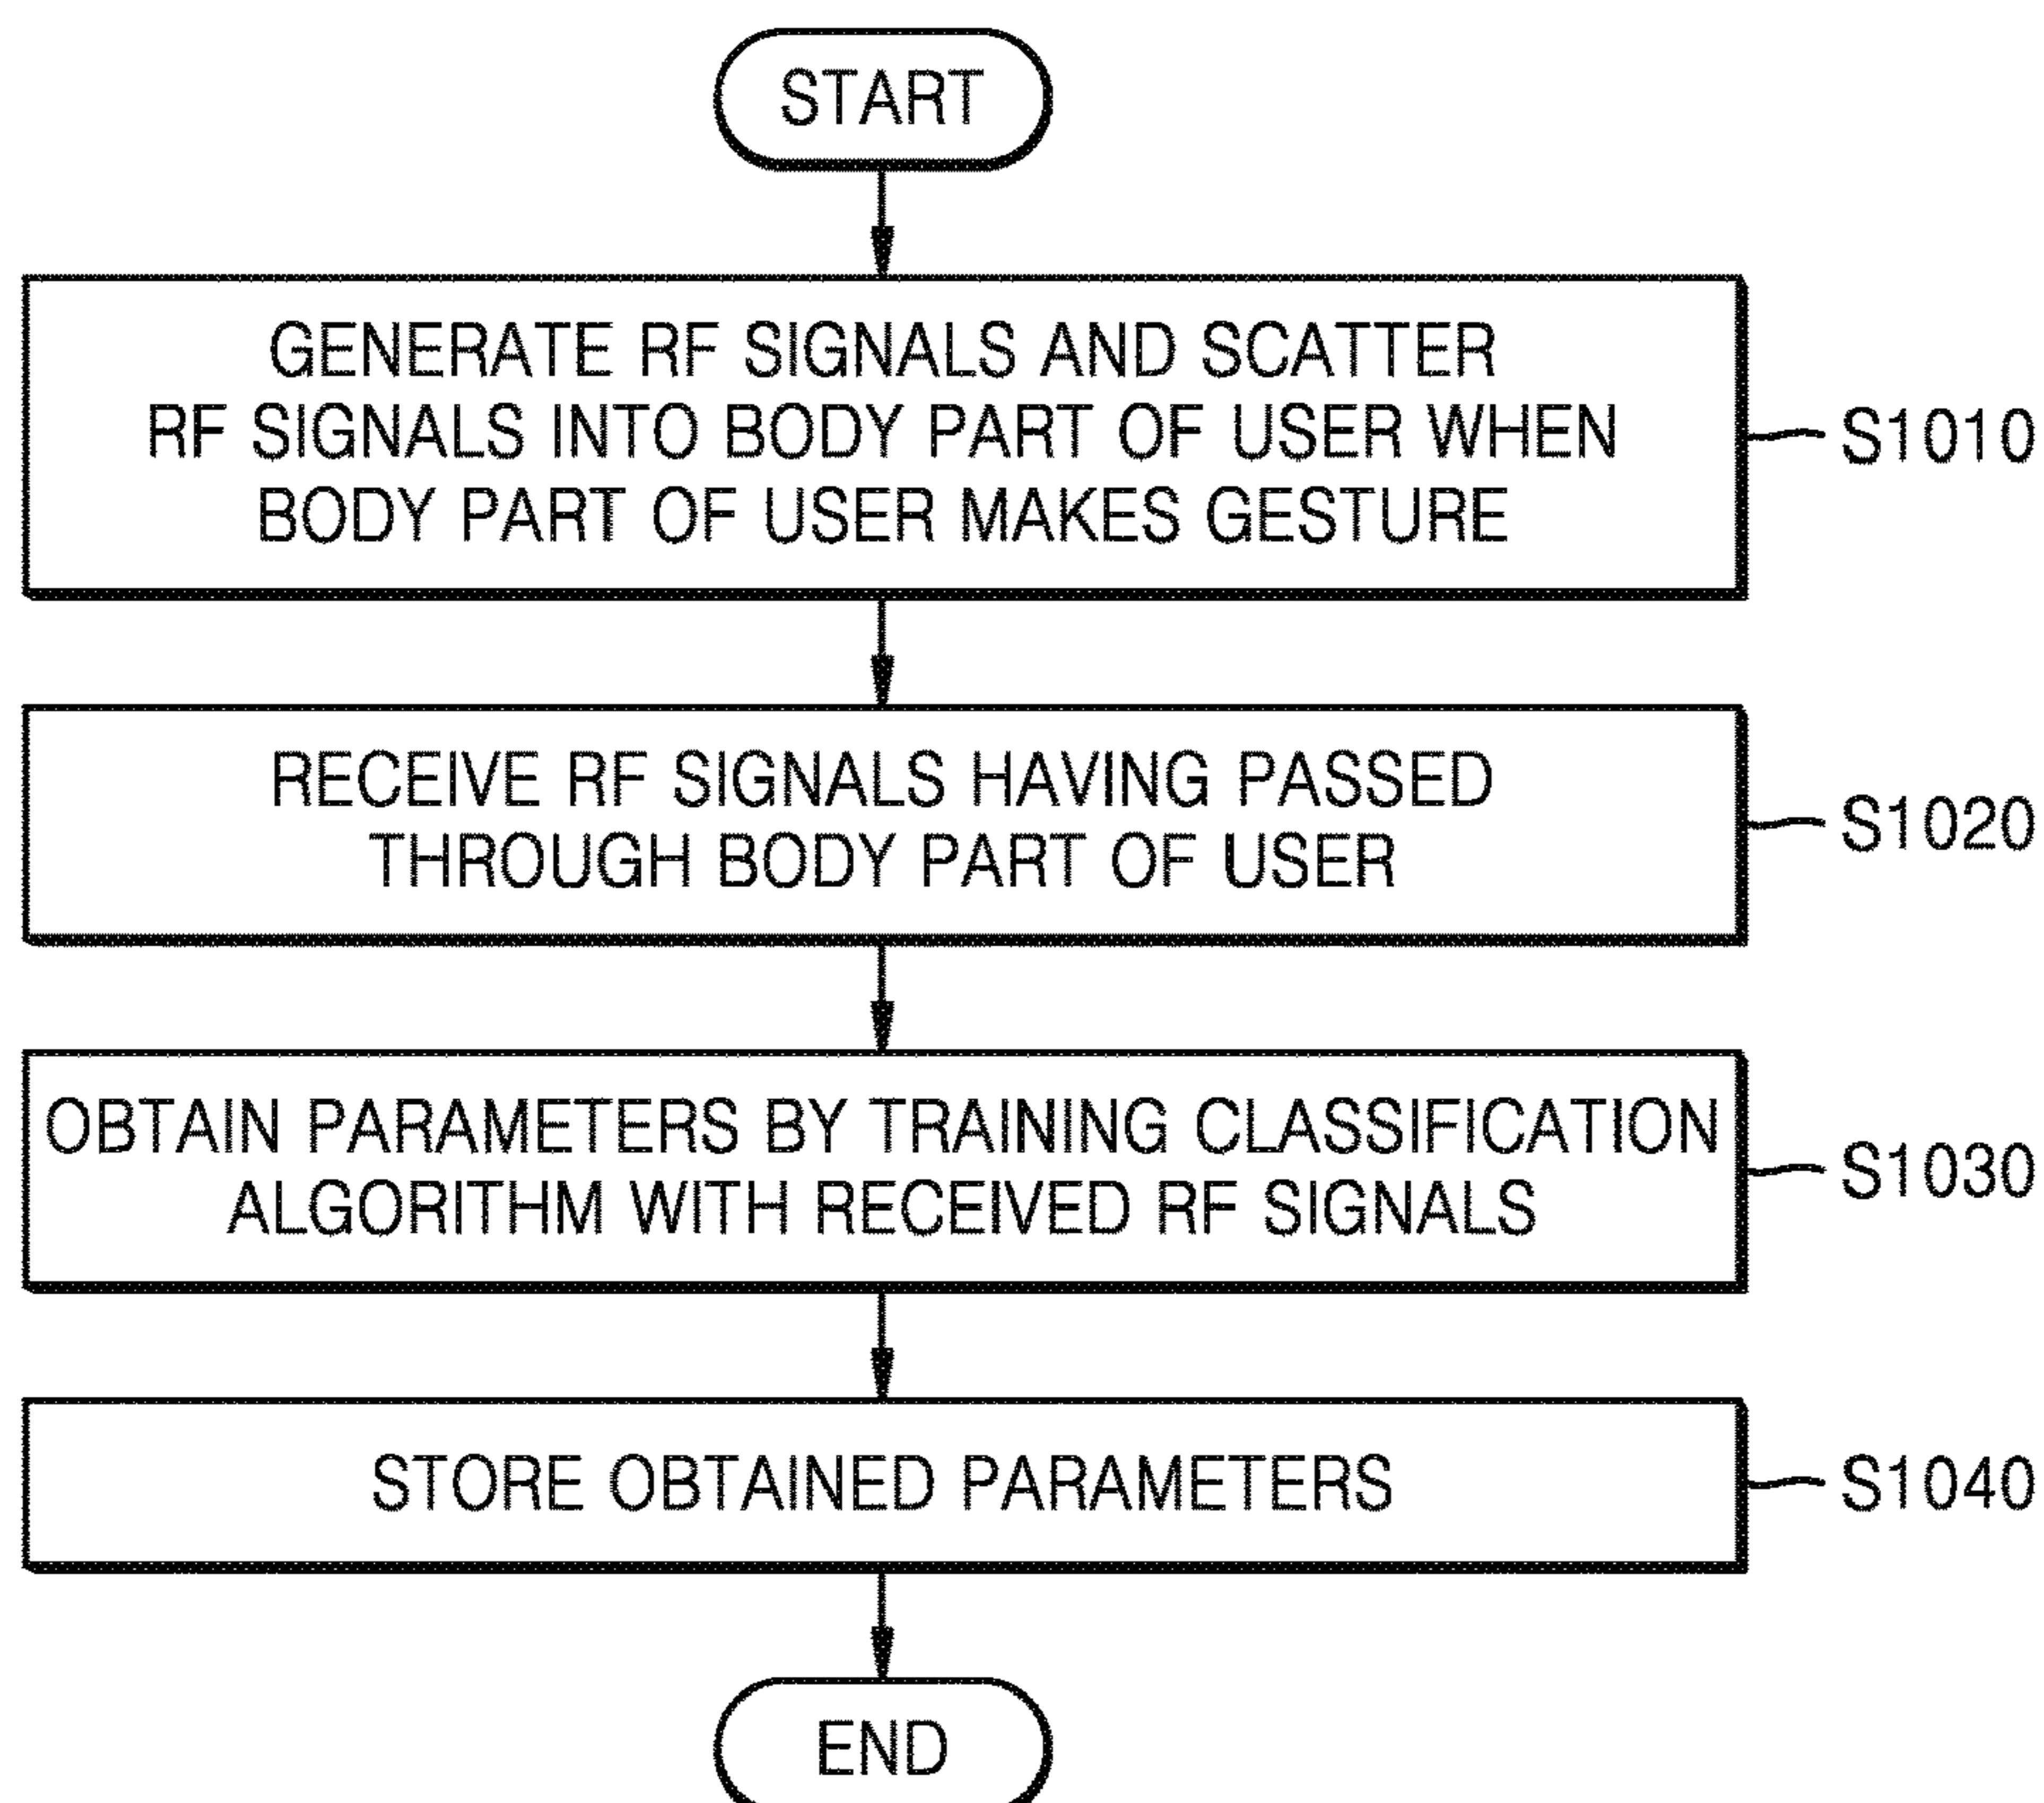 START
GENERATE RF SIGNALS AND SCATTER
RF SIGNALS INTO BODY PART OF USER WHEN
BODY PART OF USER MAKES GESTURE
S1010
RECEIVE RF SIGNALS HAVING PASSED
THROUGH BODY PART OF USER
S1020
OBTAIN PARAMETERS BY TRAINING CLASSIFICATION
ALGORITHM WITH RECEIVED RF SIGNALS
S1030
STORE OBTAINED PARAMETERS
S1040
END